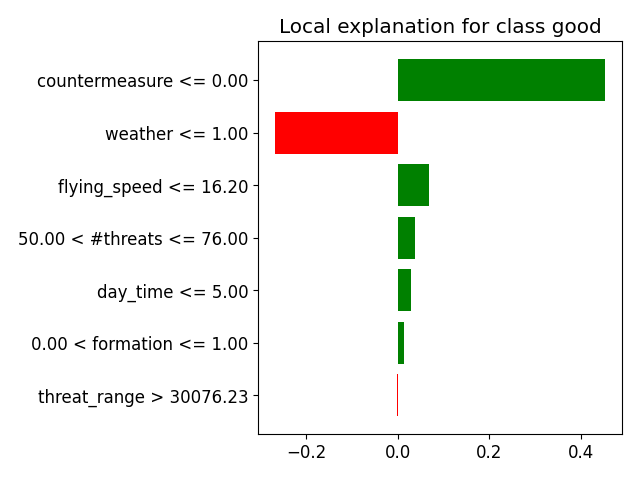 Local explanation for class good
countermeasure <= 0.00
weather <= 1.00
flying_speed <= 16.20
50.00 < #threats <= 76.00
day_time <= 5.00
0.00 < formation <= 1.00
threat_range > 30076.23
−0.2 0.0 0.2 0.4